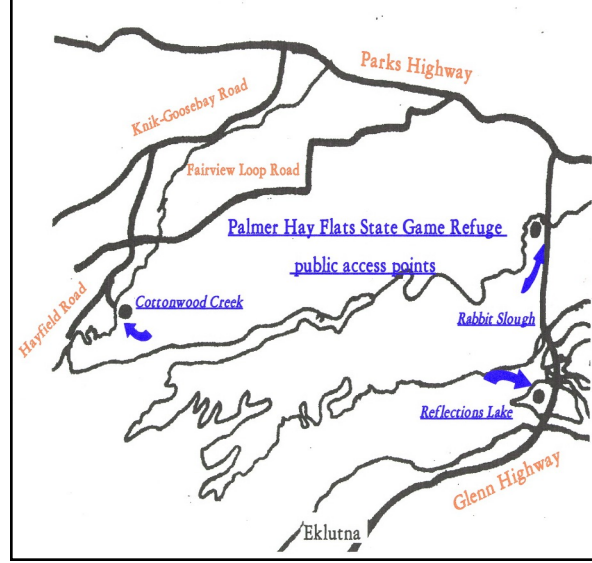 Parks Highway
Knik-Goosebay Road
Fairview Loop Road
Palmer Hay Flats State Game Refuge
public access points
Hayfield Road
Cottonwood Creek
Rabbit Slough
Reflections Lake
Glenn Highway
Eklutna